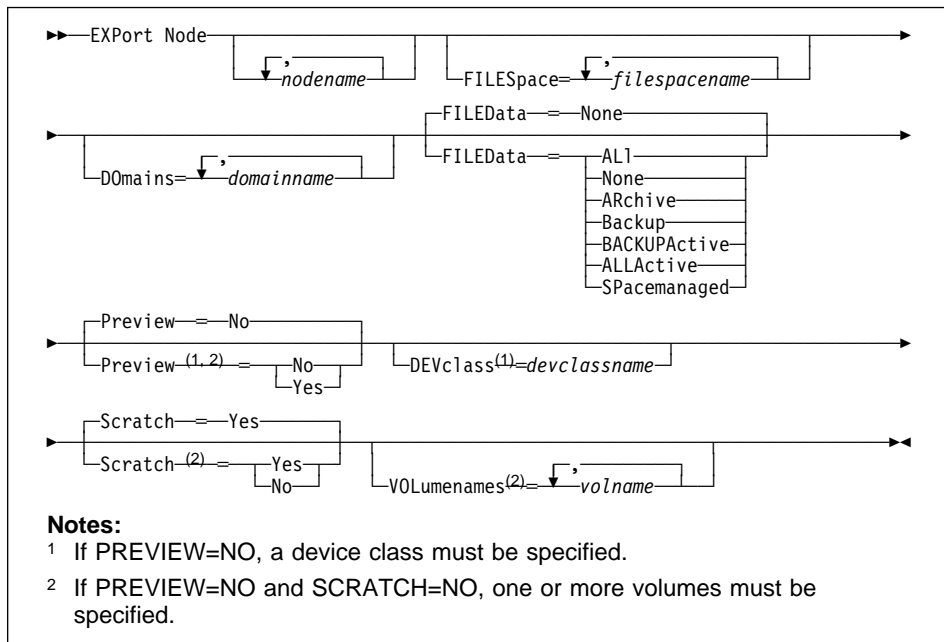 EXPort Node
,
nodename
FILESpace=
,
filespacename
DOmains=
,
domainname
FILEData = None
FILEData = ALl
None
ARchive
Backup
BACKUPActive
ALLActive
SPacemanaged
Preview = No
Preview (1, 2) = No
Yes
DEVclass(1)=devclassname
Scratch = Yes
Scratch (2) = Yes
No
VOLumenames(2)=
,
volname
Notes:
1 If PREVIEW=NO, a device class must be specified.
2 If PREVIEW=NO and SCRATCH=NO, one or more volumes must be
specified.